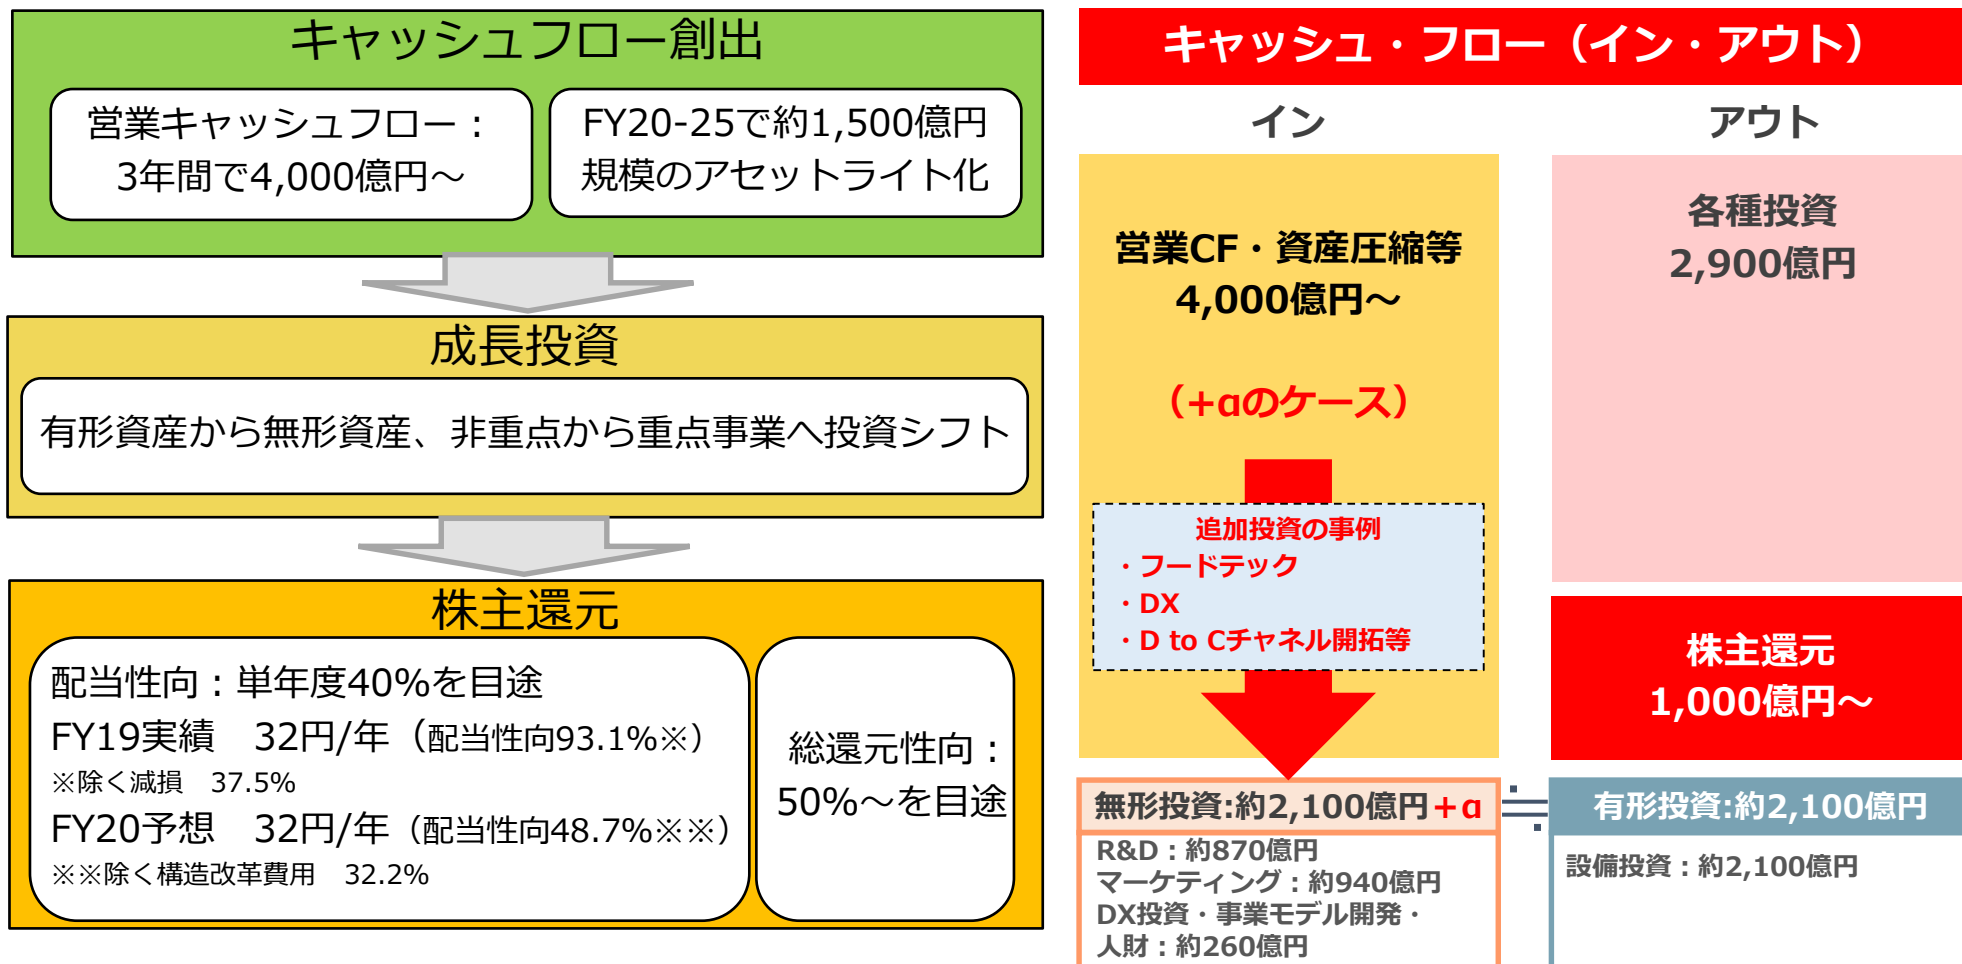 キャッシュフロー創出
営業キャッシュフロー：
3年間で4,000億円～
FY20-25で約1,500億円
規模のアセットライト化
成長投資
有形資産から無形資産、非重点から重点事業へ投資シフト
株主還元
配当性向：単年度40%を目途
FY19実績　32円/年（配当性向93.1%※）
※除く減損　37.5%
FY20予想　32円/年（配当性向48.7%※※）
※※除く構造改革費用　32.2%
総還元性向：
50%～を目途
キャッシュ・フロー（イン・アウト）
イン
アウト
営業CF・資産圧縮等
4,000億円～
（+αのケース）
追加投資の事例
・フードテック
・DX
・D to Cチャネル開拓等
各種投資
2,900億円
株主還元
1,000億円～
無形投資:約2,100億円+α
≒
有形投資:約2,100億円
R&D：約870億円
マーケティング：約940億円
DX投資・事業モデル開発・
人財：約260億円
設備投資：約2,100億円